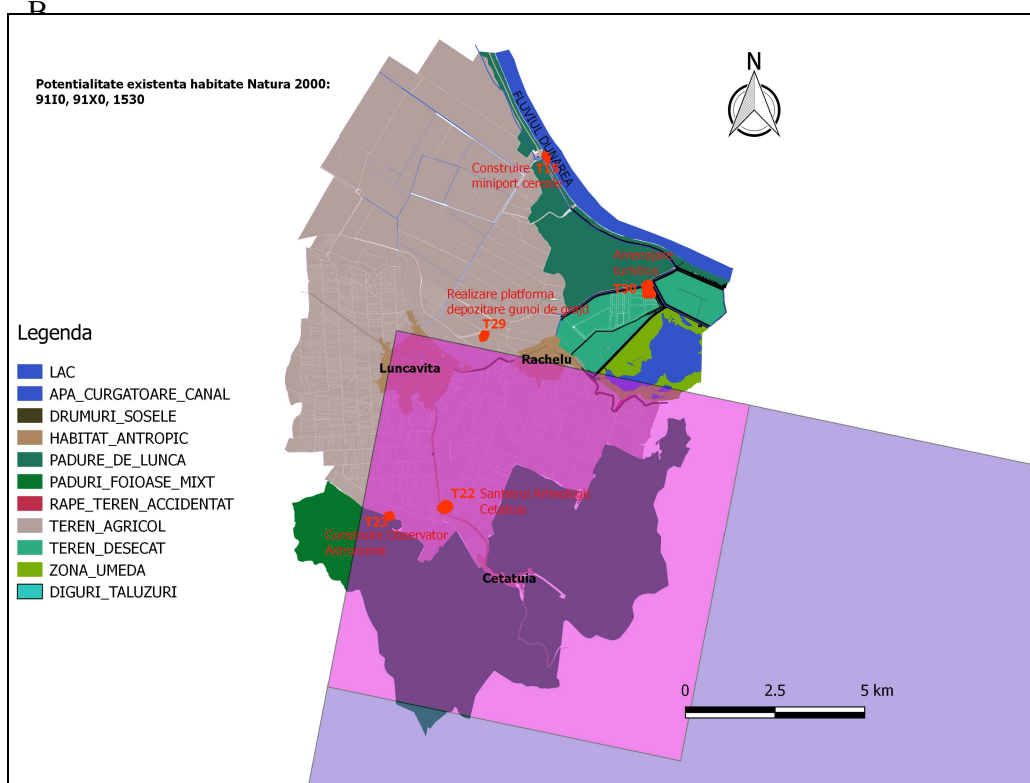 B
Potentialitate existenta habitate Natura 2000:
91I0, 91X0, 1530
N
FLUVIUL DUNAREA
Construire T15
miniport cereale
Amenajare
turistica
T30
Realizare platforma
depozitare gunoi de grajd
T29
Luncavita
Rachelu
Legenda
LAC
APA_CURGATOARE_CANAL
DRUMURI_SOSELE
HABITAT_ANTROPIC
PADURE_DE_LUNCA
PADURI_FOIOASE_MIXT
RAPE_TEREN_ACCIDENTAT
TEREN_AGRICOL
TEREN_DESECAT
ZONA_UMEDA
DIGURI_TALUZURI
T22 Santierul
Cetatuia
T23
Construire Observator
Astronomic
Cetatuia
0 2.5 5 km